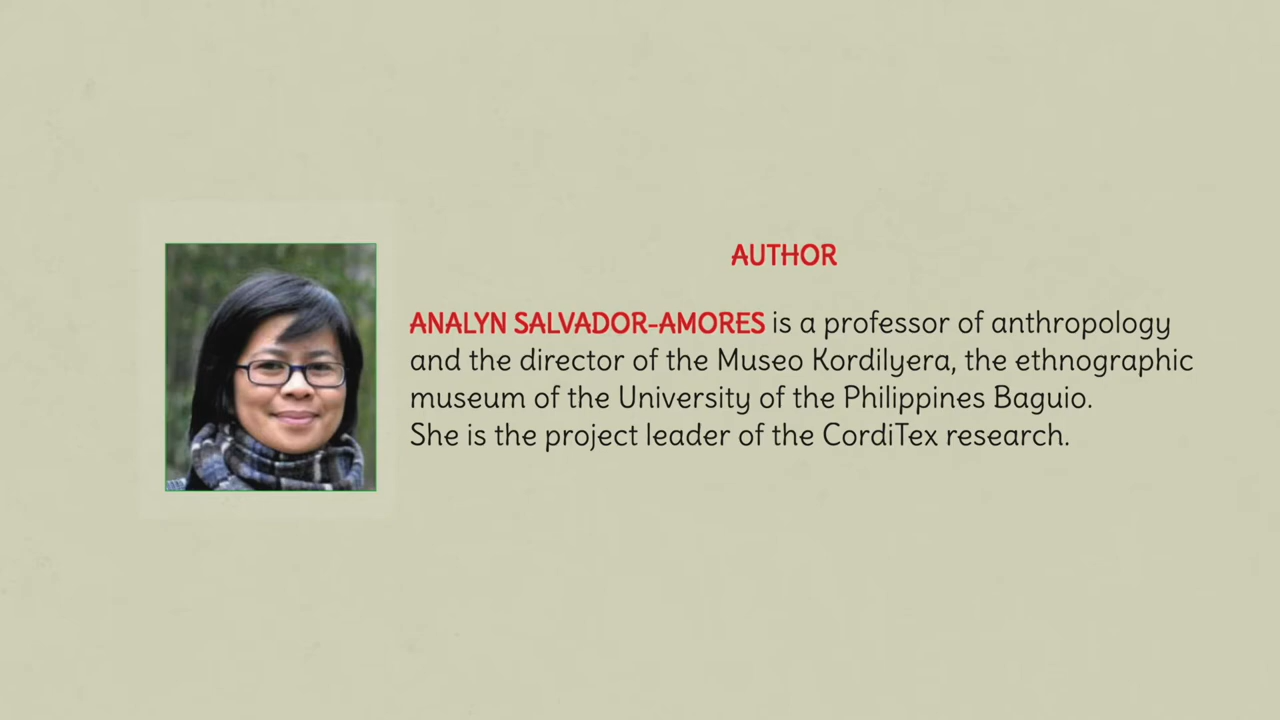 AUTHOR
ANALYN SALVADOR-AMORES is a professor of anthropology
and the director of the Museo Kordilyera, the ethnographic
museum of the University of the Philippines Baguio.
She is the project leader of the CordiTex research.